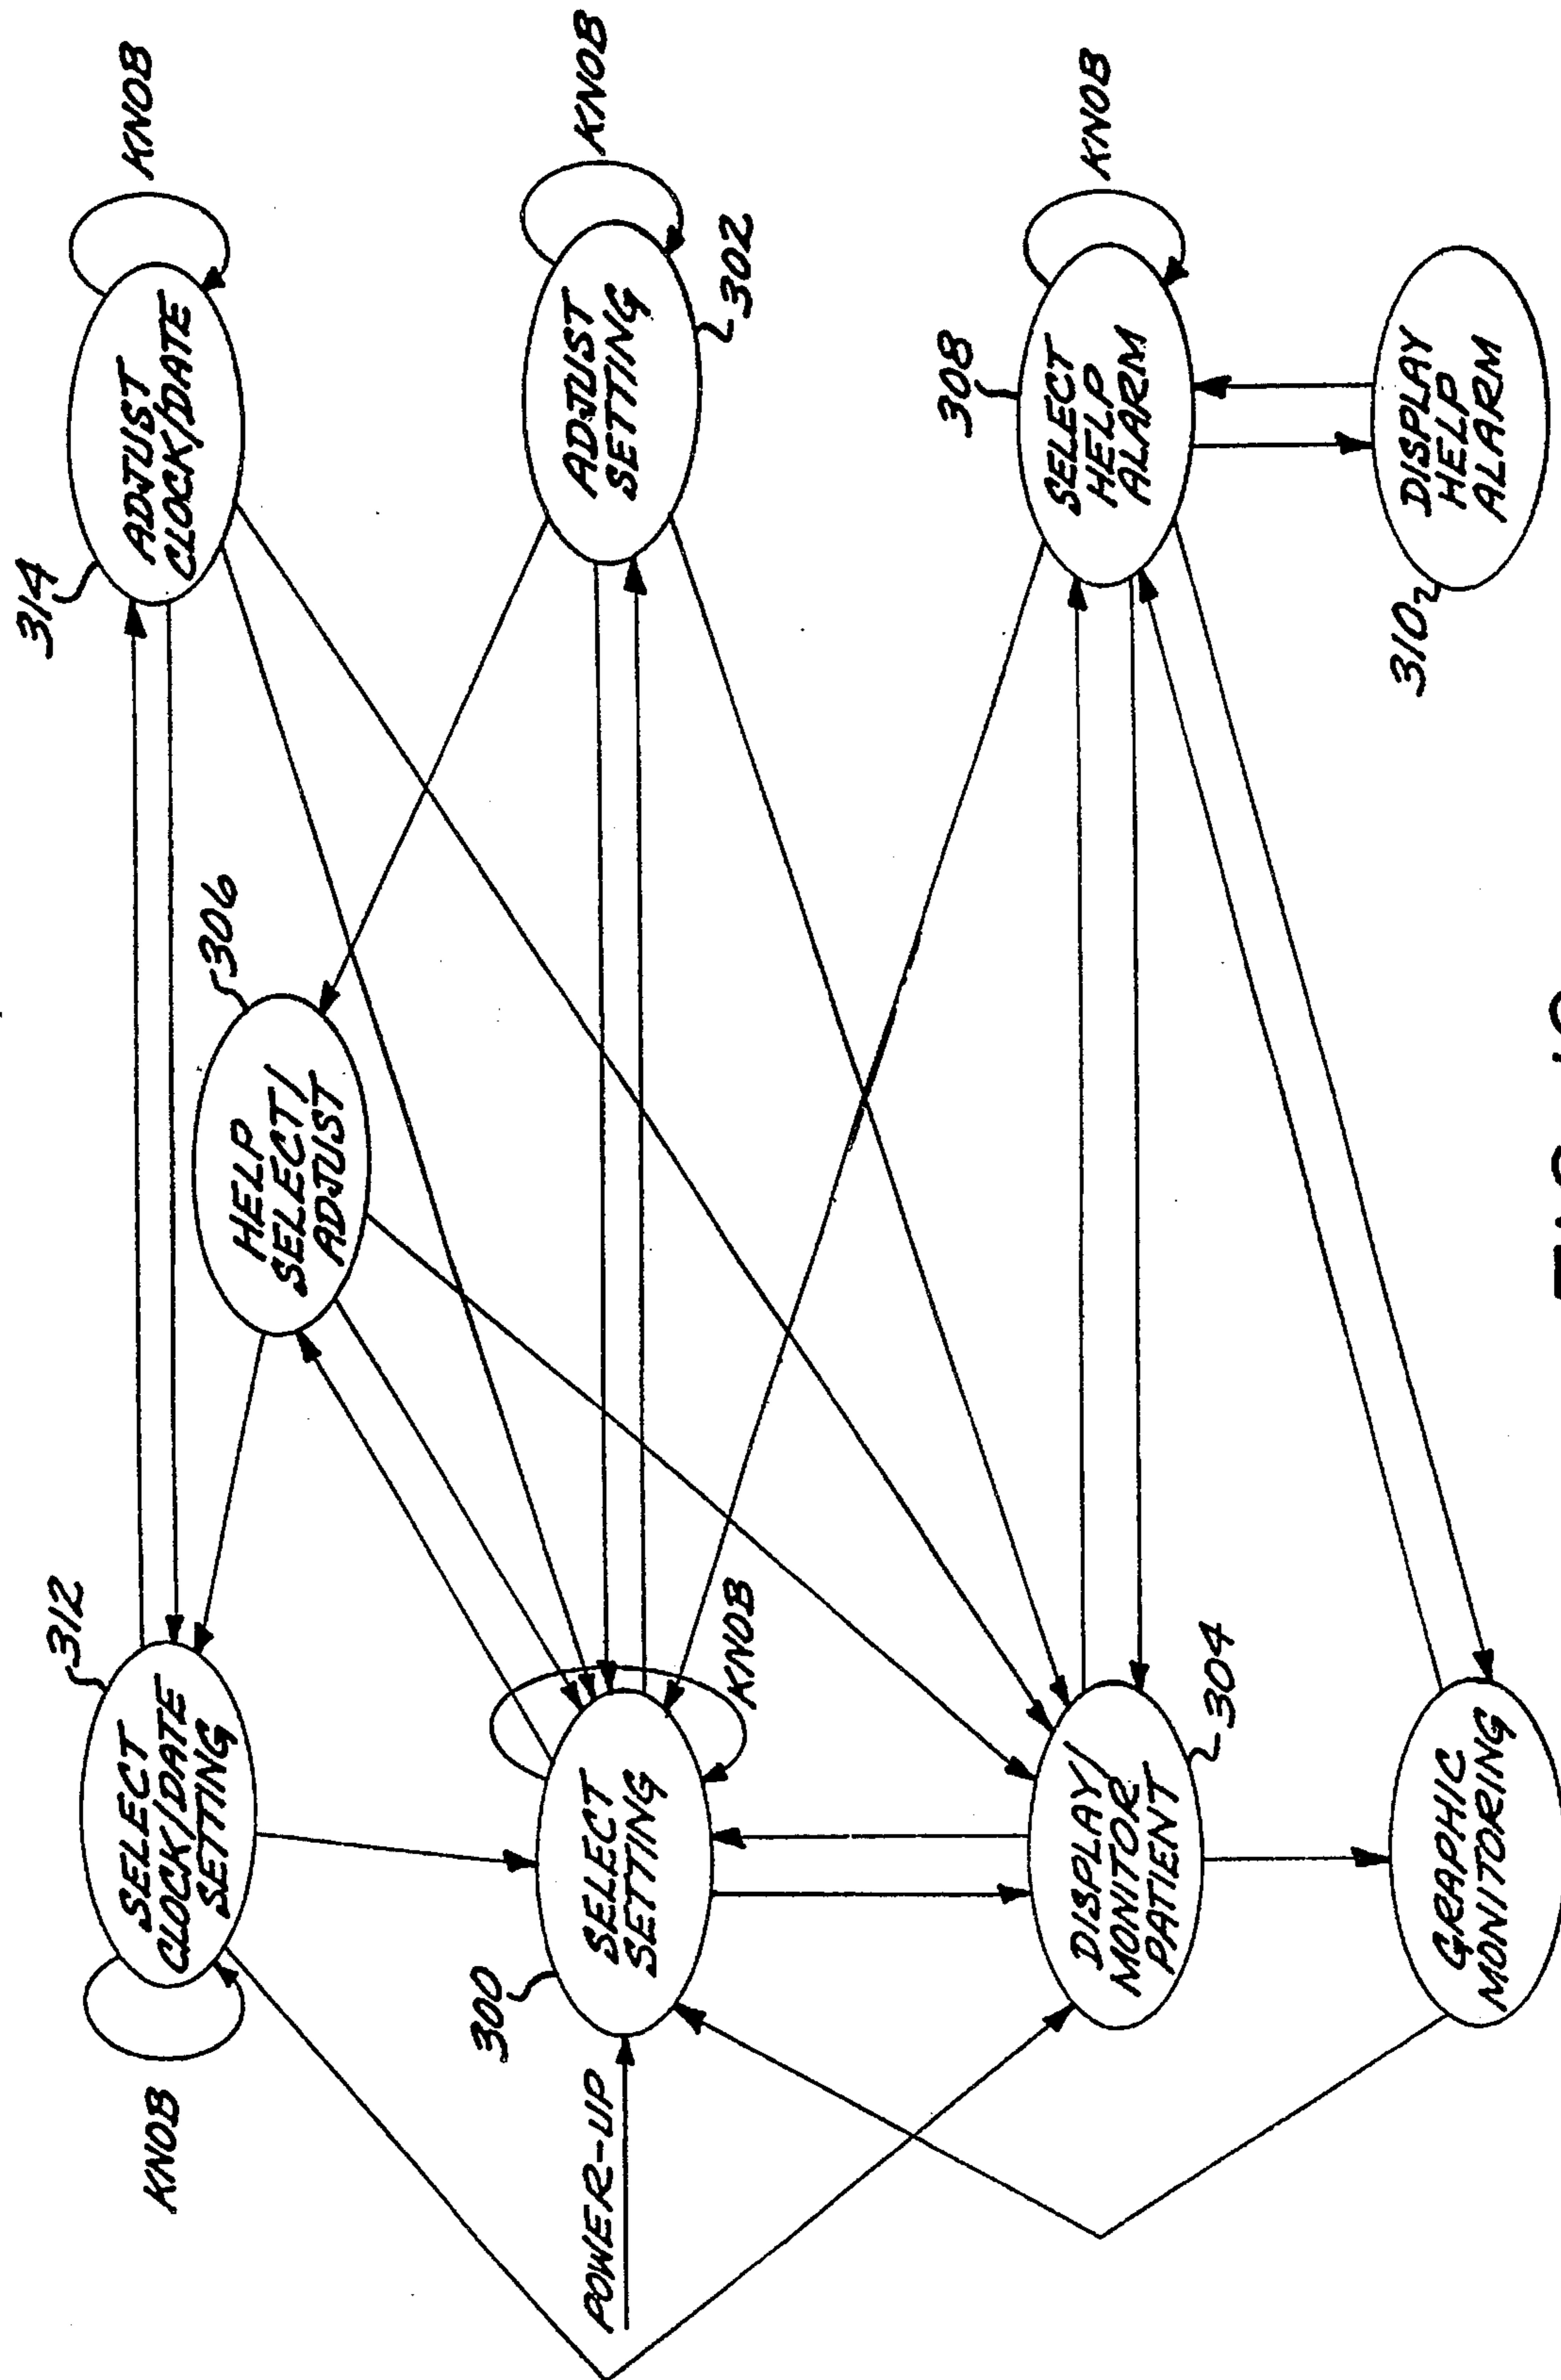 314
ADJUST
CLOCK/DATE
KNOB
306
HELP
SELECT/
ADJUST
312
SELECT
CLOCK/DATE
SETTING
KNOB
ADJUST
SETTING
KNOB
302
300
SELECT
SETTING
KNOB
POWER-UP
308
SELECT
HELP
ALARM
KNOB
DISPLAY/
MONITOR
PATIENT
304
310
DISPLAY
HELP
ALARM
GRAPHIC
MONITORING